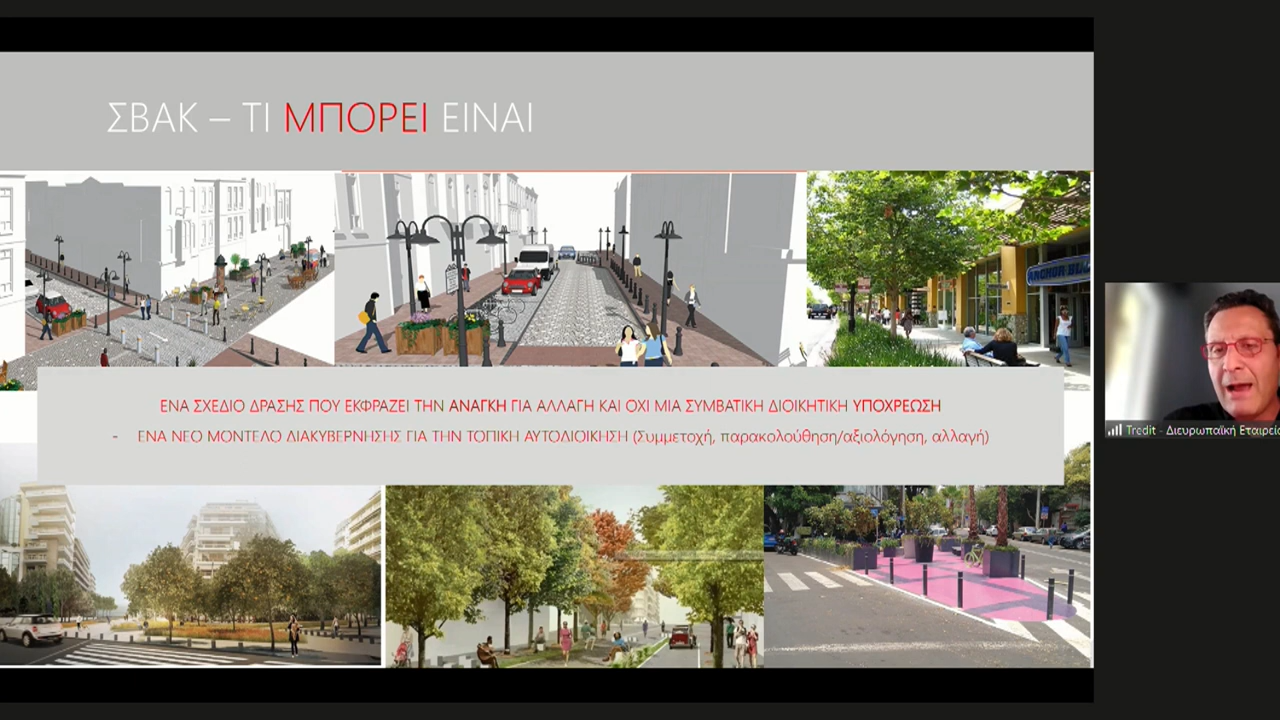 ΣΒΑΚ – ΤΙ ΜΠΟΡΕΙ ΕΙΝΑΙ
ΕΝΑ ΣΧΕΔΙΟ ΔΡΑΣΗΣ ΠΟΥ ΕΚΦΡΑΖΕΙ ΤΗΝ ΑΝΑΓΚΗ ΓΙΑ ΑΛΛΑΓΗ ΚΑΙ ΟΧΙ ΜΙΑ ΣΥΜΒΑΤΙΚΗ ΔΙΟΙΚΗΤΙΚΗ ΥΠΟΧΡΕΩΣΗ
- ΕΝΑ ΝΕΟ ΜΟΝΤΕΛΟ ΔΙΑΚΥΒΕΡΝΗΣΗΣ ΓΙΑ ΤΗΝ ΤΟΠΙΚΗ ΑΥΤΟΔΙΟΙΚΗΣΗ (Συμμετοχή, παρακολούθηση/αξιολόγηση, αλλαγή)
Tredit - Διευρωπαϊκή Εταιρεί